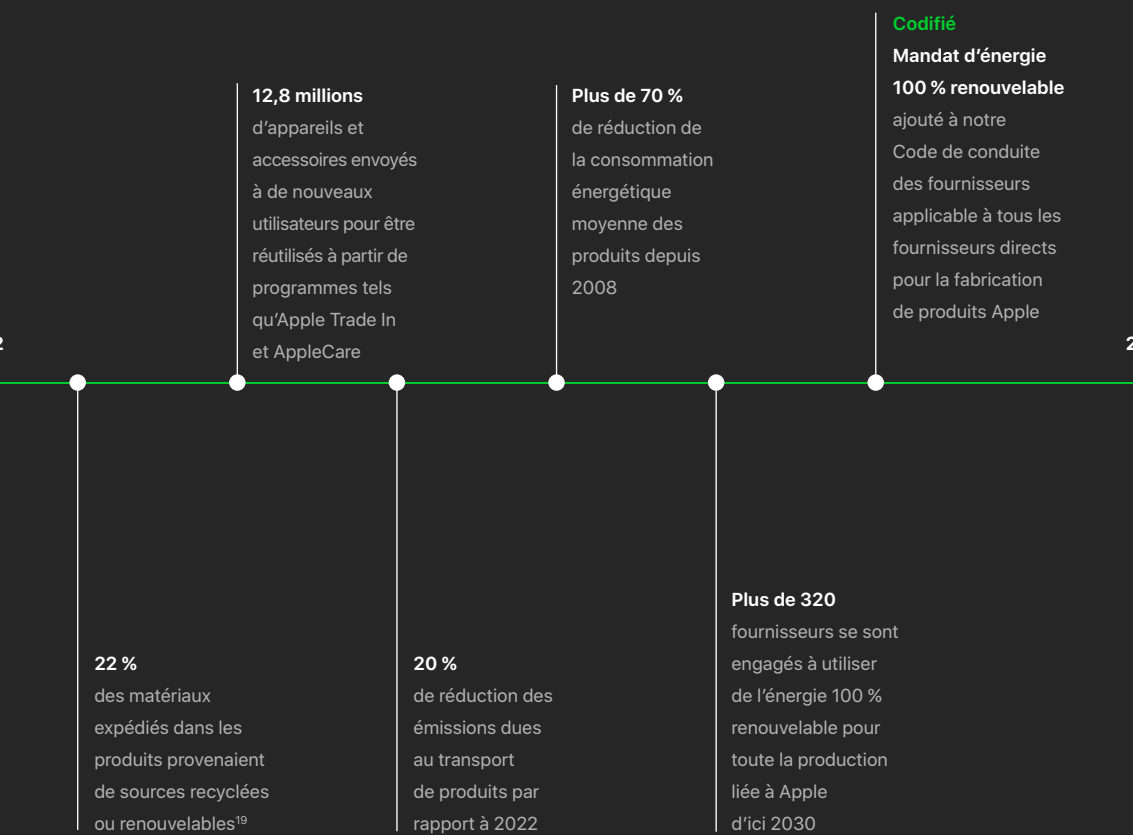 Codifié
Mandat d’énergie
100 % renouvelable
ajouté à notre
Code de conduite
des fournisseurs
applicable à tous les
fournisseurs directs
pour la fabrication
de produits Apple
12,8 millions
d’appareils et
accessoires envoyés
à de nouveaux
utilisateurs pour être
réutilisés à partir de
programmes tels
qu’Apple Trade In
et AppleCare
Plus de 70 %
de réduction de
la consommation
énergétique
moyenne des
produits depuis
2008
2
2
22 %
des matériaux
expédiés dans les
produits provenaient
de sources recyclées
ou renouvelables¹⁹
20 %
de réduction des
émissions dues
au transport
de produits par
rapport à 2022
Plus de 320
fournisseurs se sont
engagés à utiliser
de l’énergie 100 %
renouvelable pour
toute la production
liée à Apple
d’ici 2030